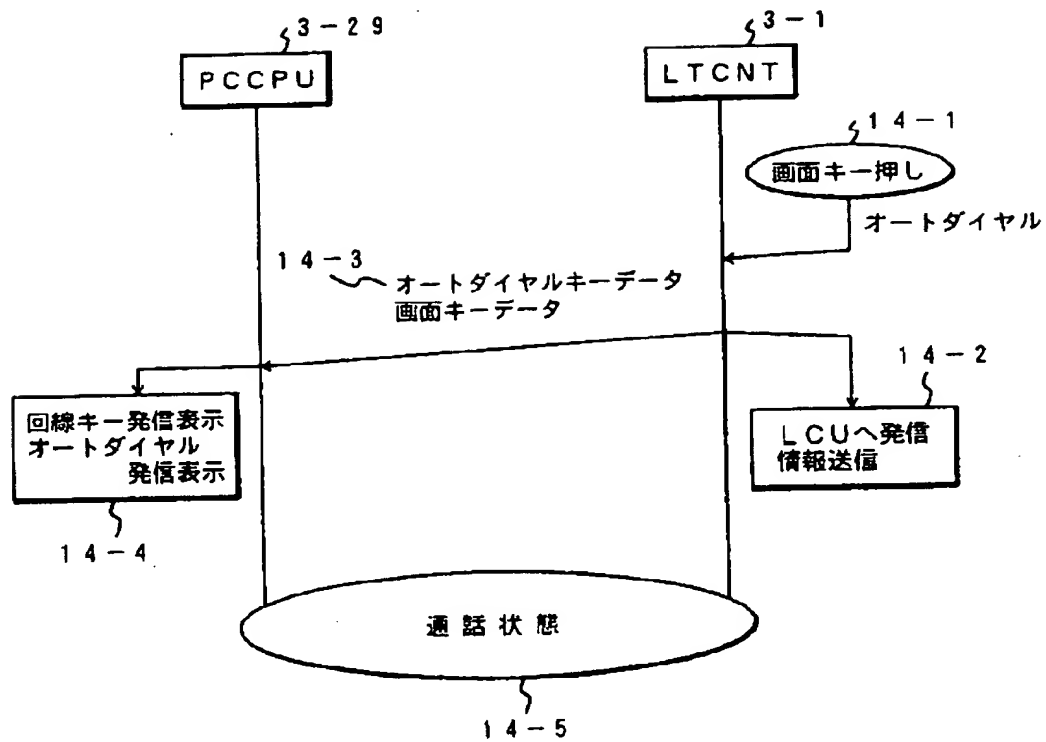 3-29
PCCPU
3-1
LTCNT
14-1
画面キー押し
オートダイヤル
14-3
オートダイヤルキーデータ
画面キーデータ
14-2
LCUへ発信
情報送信
回線キー発信表示
オートダイヤル
発信表示
14-4
通話状態
14-5